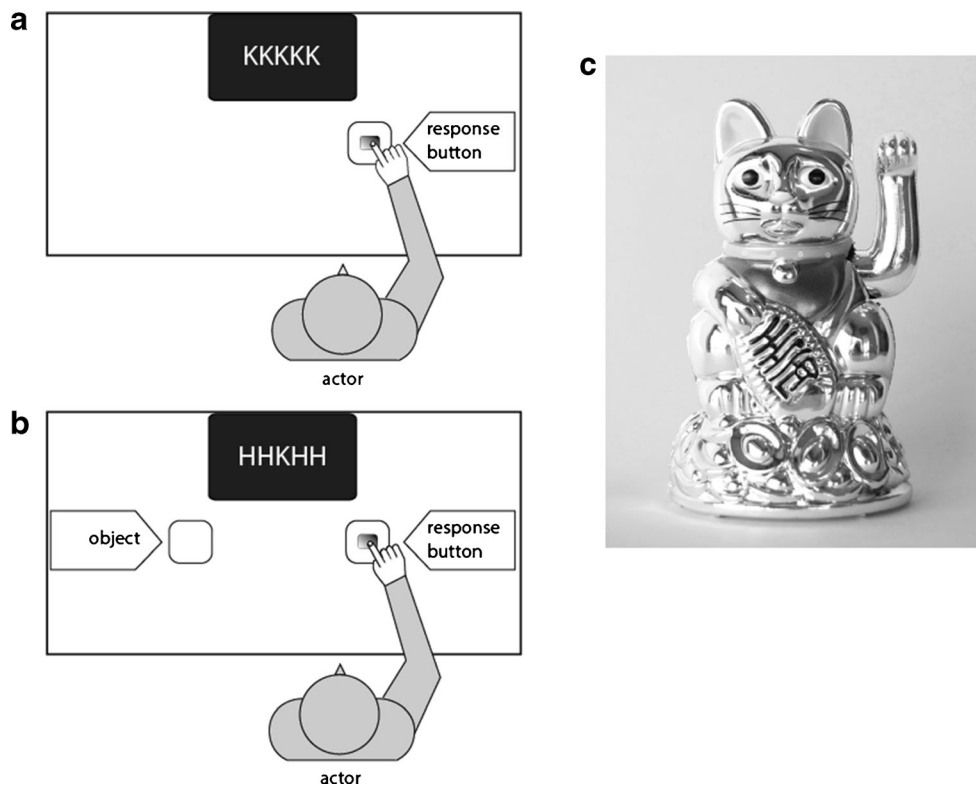 a
KKKKK
response
button
actor
b
HHKHH
object
response
button
actor
c